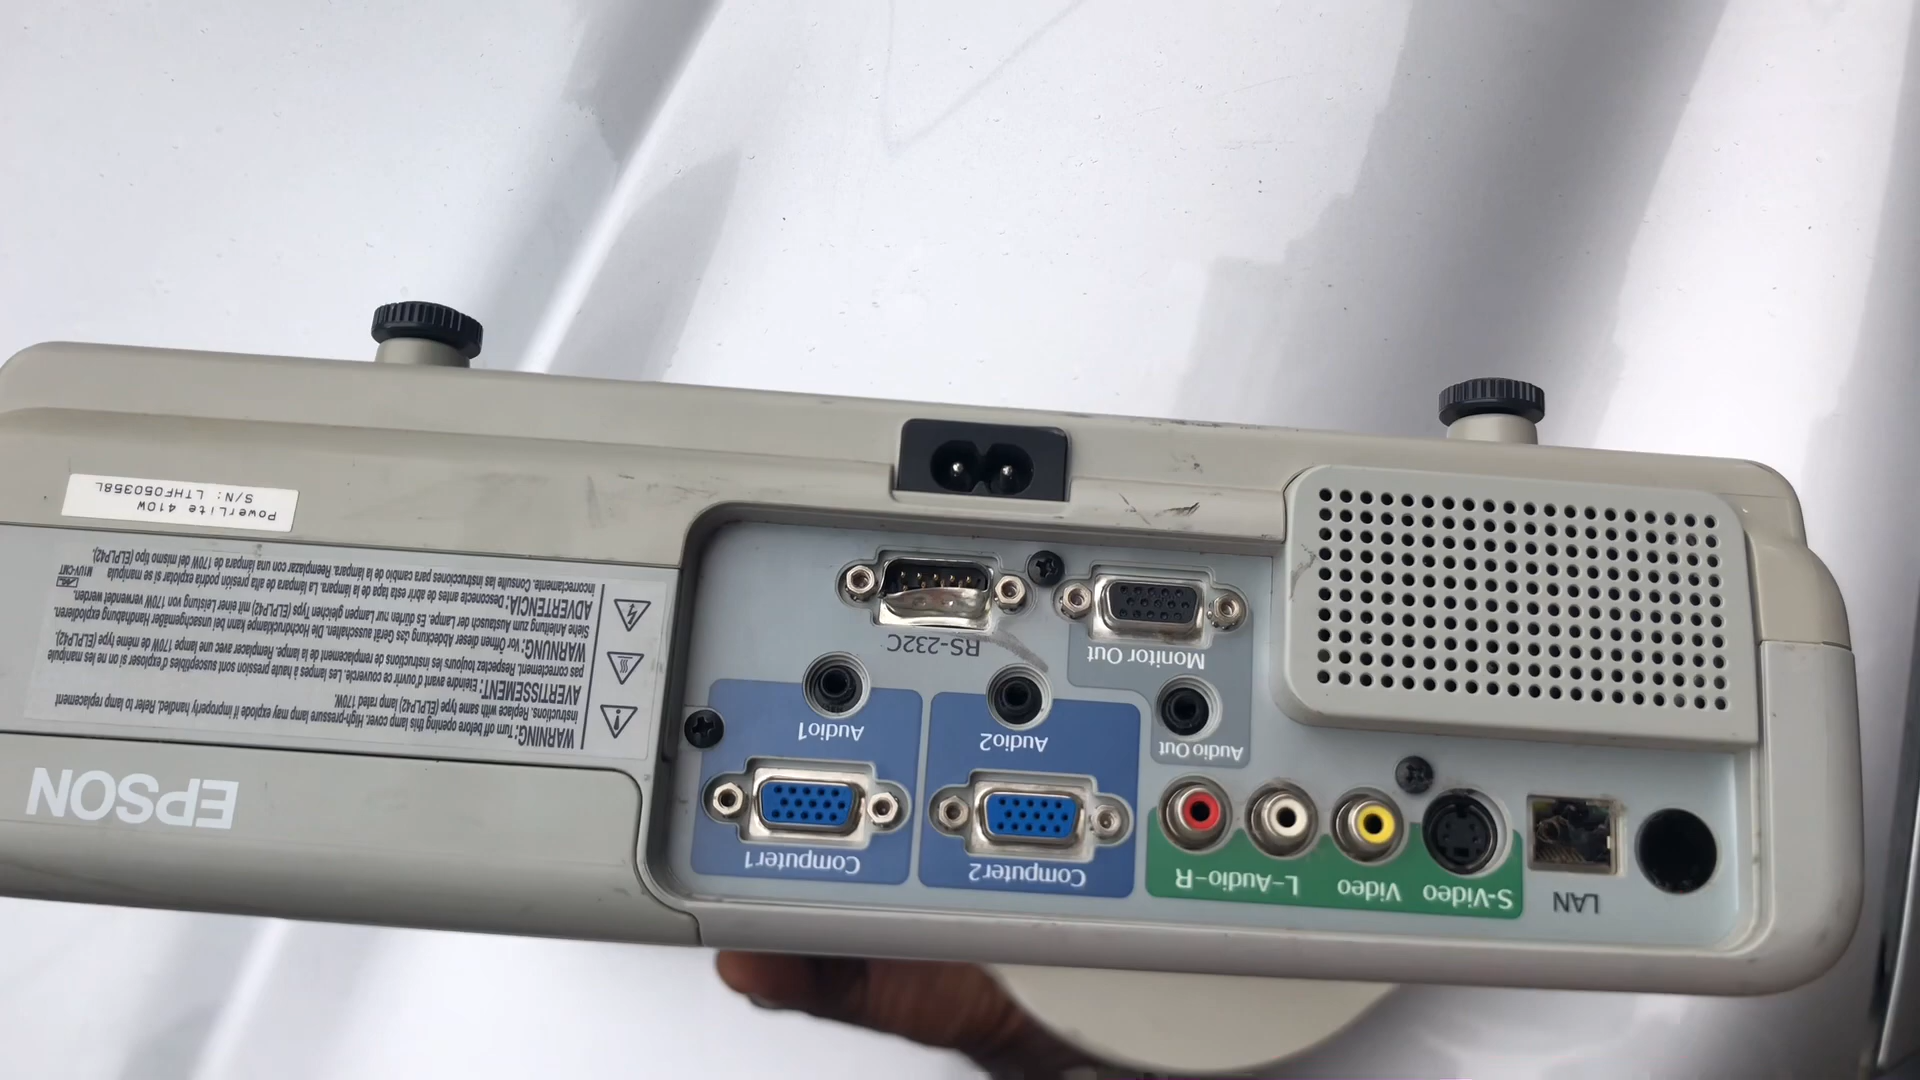 PowerLite 410W
S/N: LTHF050358L
EPSON
WARNING: Turn off before opening this lamp cover. High-pressure lamp may explode if improperly handled. Refer to lamp replacement
instructions. Replace with same type (ELPLP42) lamp rated 170W.
AVERTISSEMENT: Eteindre avant d'ouvrir ce couvercle. Les lampes à haute pression sont susceptibles d'exploser si on ne les manipule
pas correctement. Respectez toujours les instructions de remplacement de la lampe. Remplacer avec une lampe 170W de même type (ELPLP42).
WARNUNG: Vor Öffnen dieser Abdeckung das Gerät ausschalten. Die Hochdrucklampe kann bei unsachgemäßer Handhabung explodieren.
Siehe Anleitung zum Austausch der Lampe. Es dürfen nur Lampen gleichen Typs (ELPLP42) mit einer Leistung von 170W verwendet werden.
ADVERTENCIA: Desconecte antes de abrir esta tapa de la lámpara. La lámpara de alta presión podría explotar si se manipula
incorrectamente. Consulte las instrucciones para cambio de la lámpara. Reemplazar con una lámpara de 170W del mismo tipo (ELPLP42).
M1UV-CMT
S-Video
Video
L-Audio-R
Computer2
Computer1
LAN
Audio Out
Audio2
Audio1
Monitor Out
RS-232C